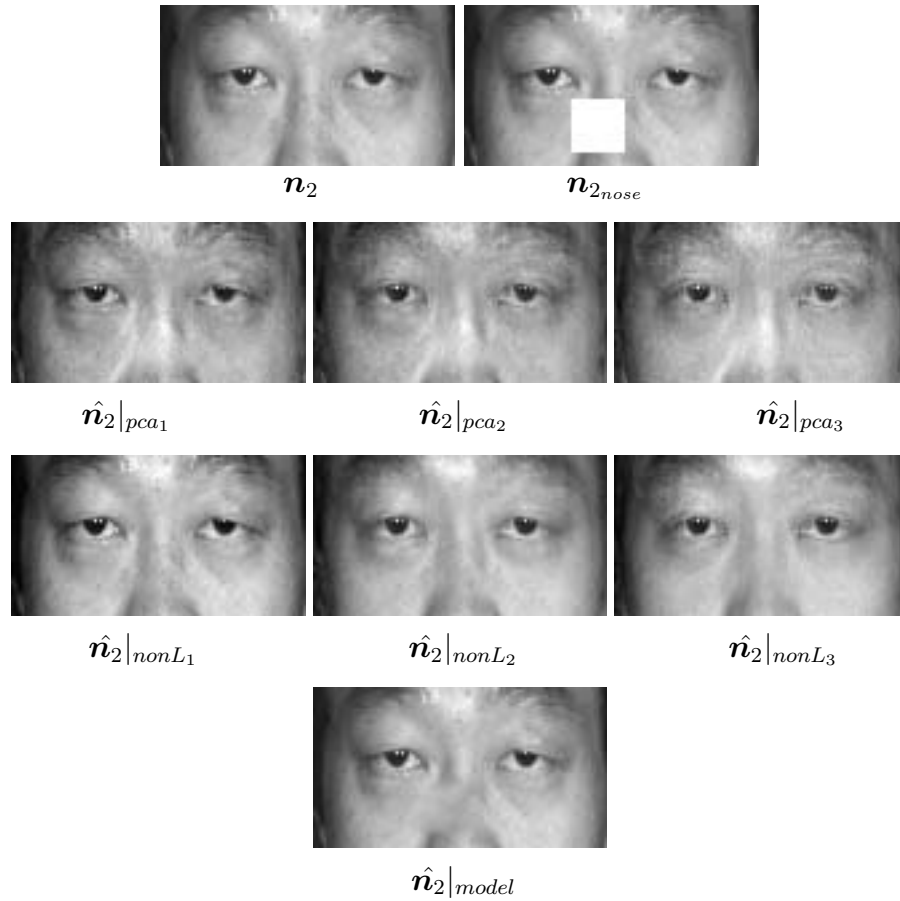 n₂
n₂ₙₒₛₑ
n̂₂|pca₁
n̂₂|pca₂
n̂₂|pca₃
n̂₂|nonL₁
n̂₂|nonL₂
n̂₂|nonL₃
n̂₂|model